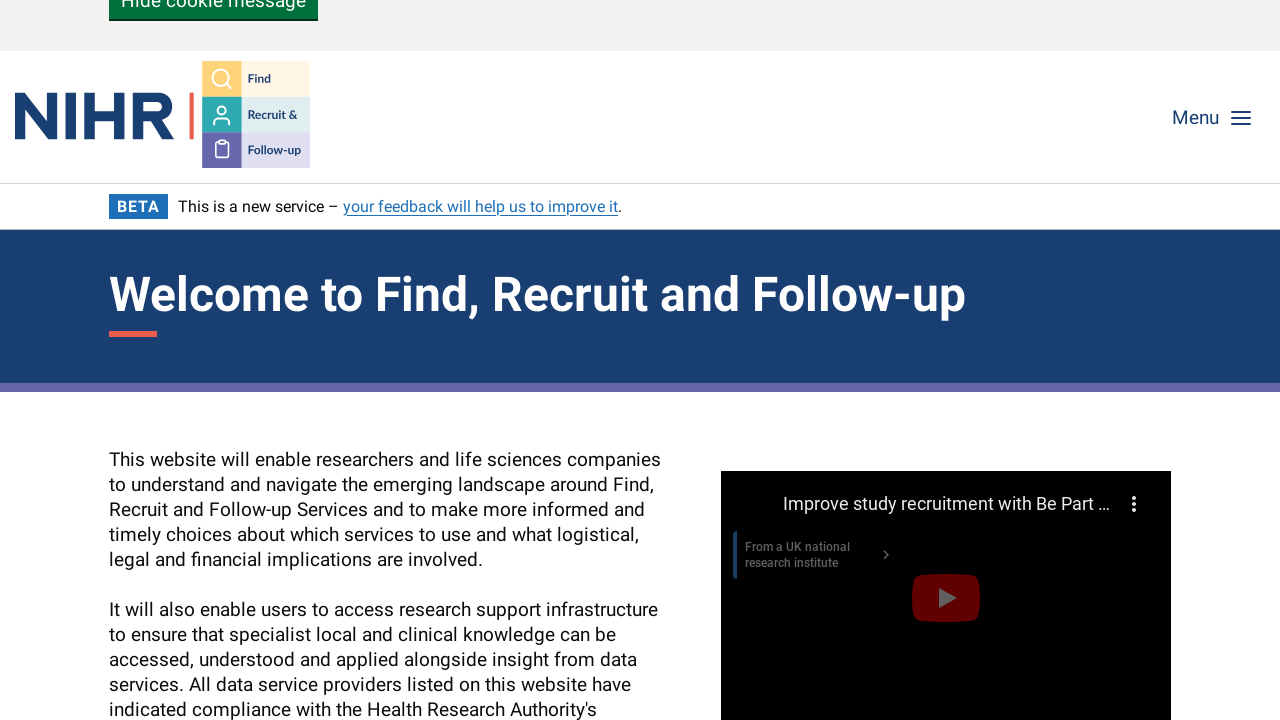 Hide cookie message
NIHR
Find
Recruit &
Follow-up
Menu
BETA This is a new service – your feedback will help us to improve it.
Welcome to Find, Recruit and Follow-up
This website will enable researchers and life sciences companies
to understand and navigate the emerging landscape around Find,
Recruit and Follow-up Services and to make more informed and
timely choices about which services to use and what logistical,
legal and financial implications are involved.
It will also enable users to access research support infrastructure
to ensure that specialist local and clinical knowledge can be
accessed, understood and applied alongside insight from data
services. All data service providers listed on this website have
indicated compliance with the Health Research Authority's
Improve study recruitment with Be Part ...
From a UK national
research institute